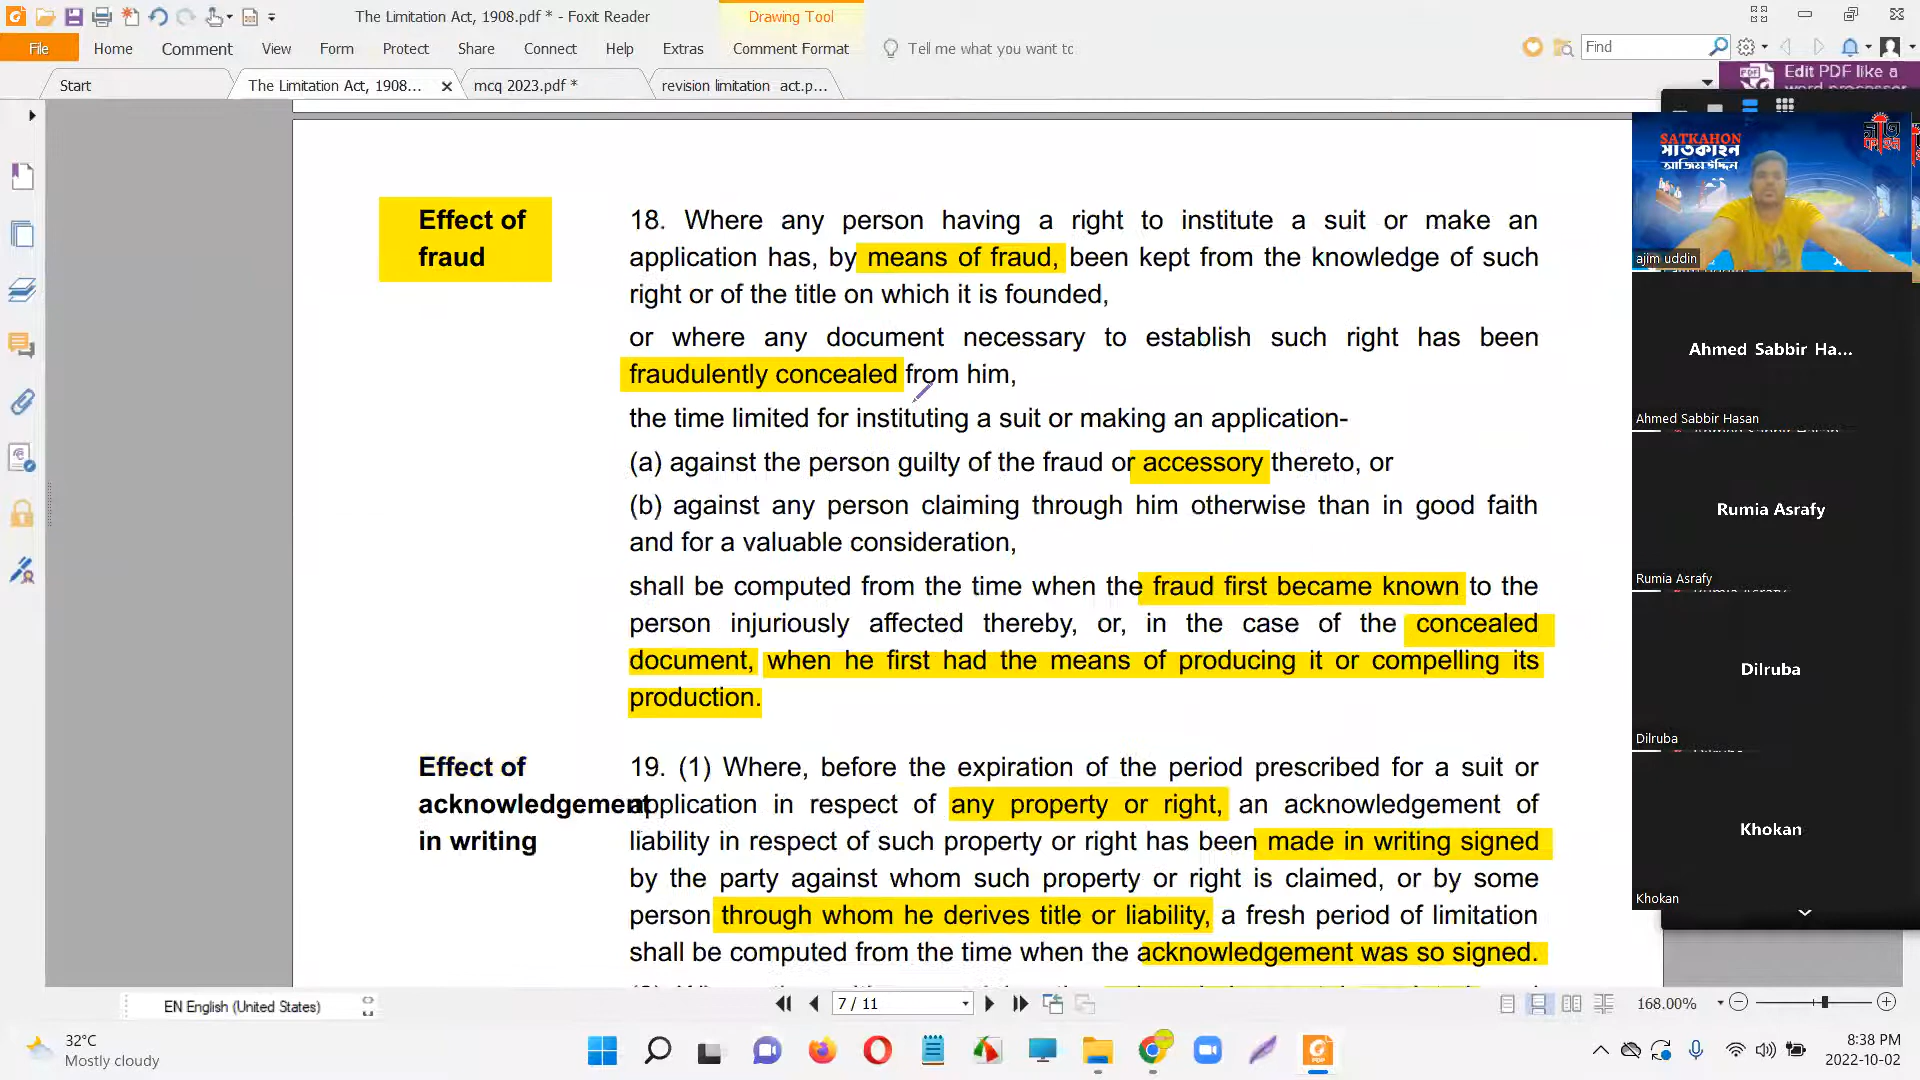 The Limitation Act, 1908.pdf * - Foxit Reader
Drawing Tool
File Home Comment View Form Protect Share Connect Help Extras Comment Format Tell me what you want to
Find
Start The Limitation Act, 1908... mcq 2023.pdf * revision limitation act.p...
Edit PDF like a
word processor
Effect of
fraud
18. Where any person having a right to institute a suit or make an
application has, by means of fraud, been kept from the knowledge of such
right or of the title on which it is founded,
or where any document necessary to establish such right has been
fraudulently concealed from him,
the time limited for instituting a suit or making an application-
(a) against the person guilty of the fraud or accessory thereto, or
(b) against any person claiming through him otherwise than in good faith
and for a valuable consideration,
shall be computed from the time when the fraud first became known to the
person injuriously affected thereby, or, in the case of the concealed
document, when he first had the means of producing it or compelling its
production.
Effect of
acknowledgement
in writing
19. (1) Where, before the expiration of the period prescribed for a suit or
application in respect of any property or right, an acknowledgement of
liability in respect of such property or right has been made in writing signed
by the party against whom such property or right is claimed, or by some
person through whom he derives title or liability, a fresh period of limitation
shall be computed from the time when the acknowledgement was so signed.
SATKAHON
সাতকাহন
আজিমউদ্দিন
ajim uddin
Ahmed Sabbir Ha...
Ahmed Sabbir Hasan
Rumia Asrafy
Rumia Asrafy
Dilruba
Dilruba
Khokan
Khokan
EN English (United States)
7 / 11
168.00%
32°C
Mostly cloudy
8:38 PM
2022-10-02